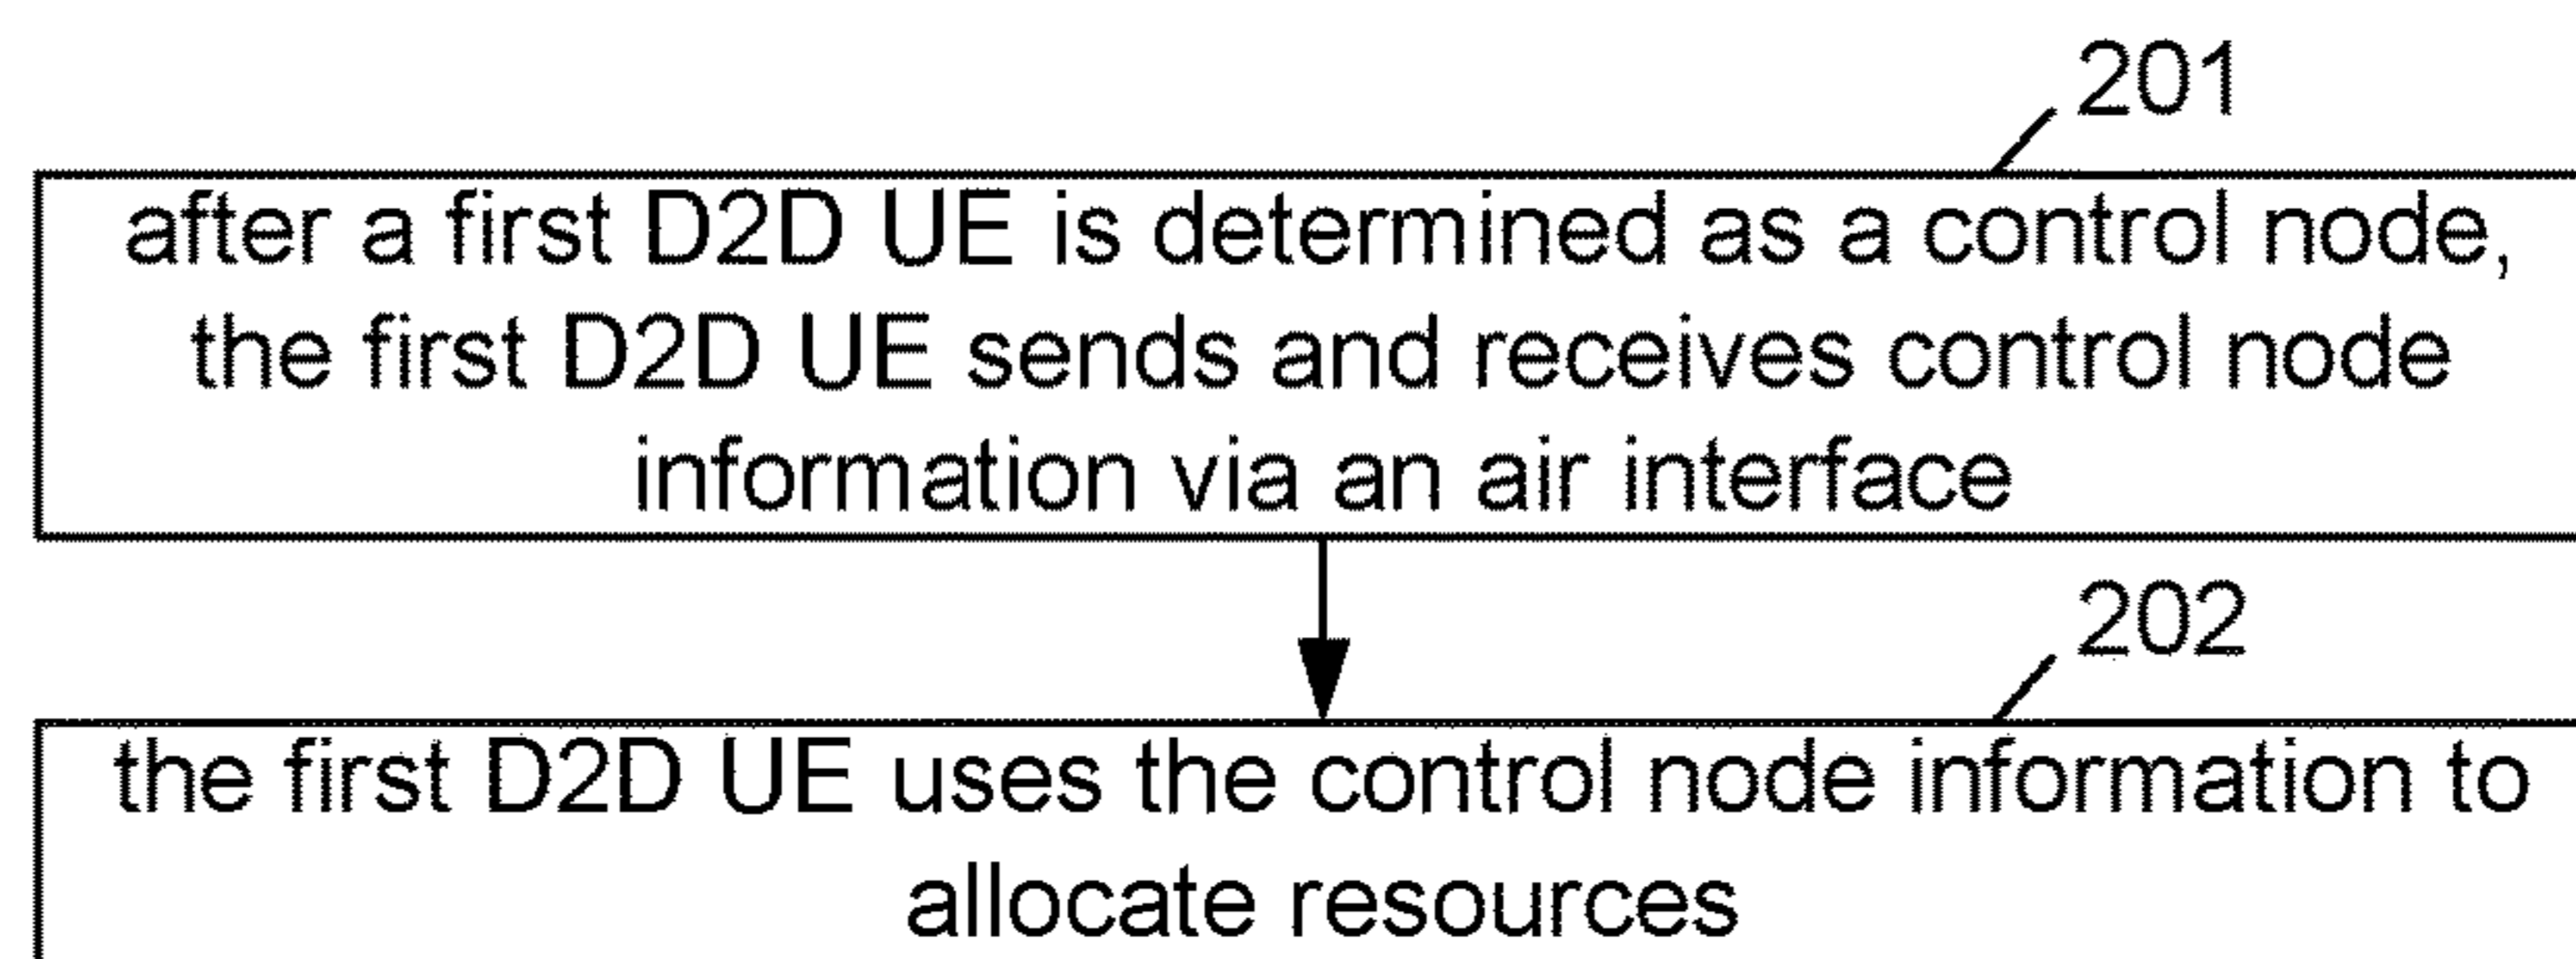 201
after a first D2D UE is determined as a control node,
the first D2D UE sends and receives control node
information via an air interface
202
the first D2D UE uses the control node information to
allocate resources